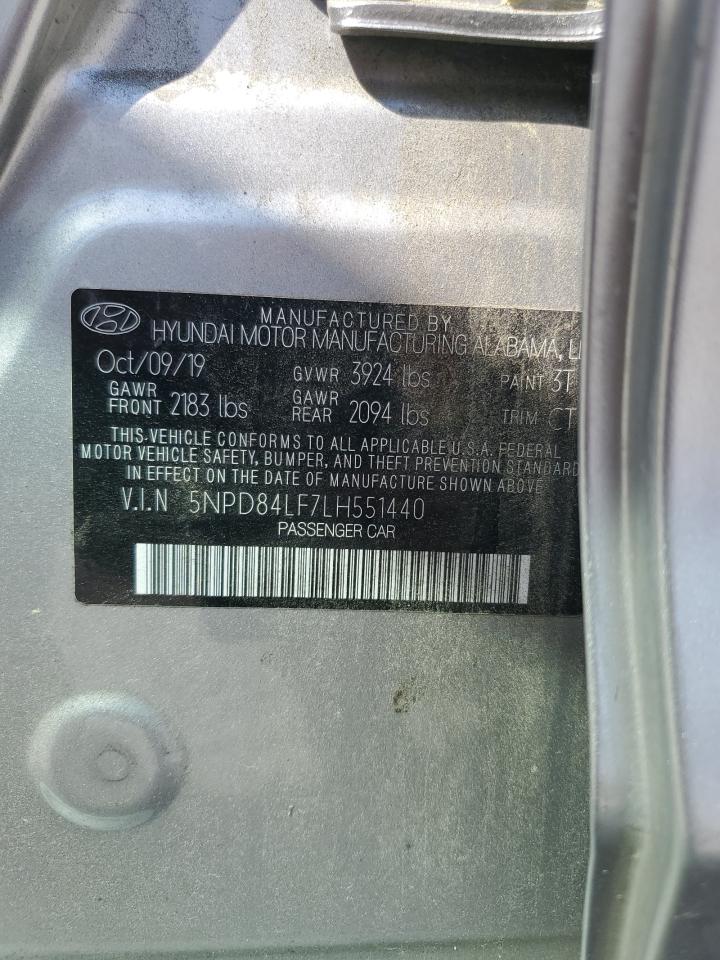 MANUFACTURED BY
HYUNDAI MOTOR MANUFACTURING ALABAMA,
Oct/09/19 GVWR 3924 lbs PAINT 3T
GAWR FRONT 2183 lbs GAWR REAR 2094 lbs TRIM CT
THIS VEHICLE CONFORMS TO ALL APPLICABLE U.S.A. FEDERAL
MOTOR VEHICLE SAFETY, BUMPER, AND THEFT PREVENTION STANDARD
IN EFFECT ON THE DATE OF MANUFACTURE SHOWN ABOVE.
V.I.N 5NPD84LF7LH551440
PASSENGER CAR